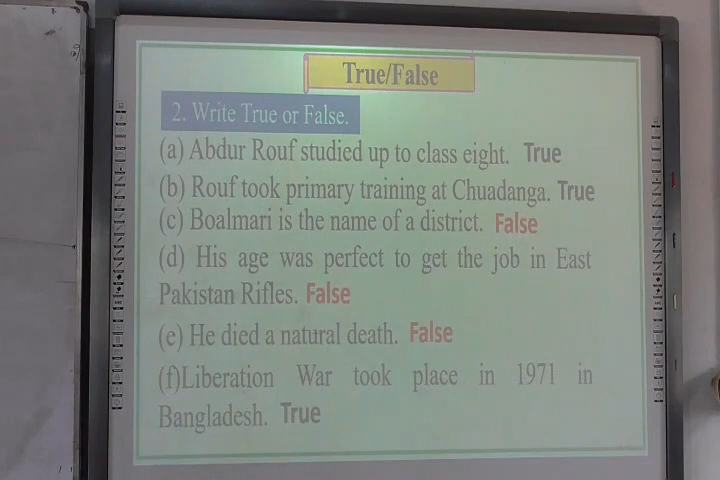 True/False
2. Write True or False.
(a) Abdur Rouf studied up to class eight. True
(b) Rouf took primary training at Chuadanga. True
(c) Boalmari is the name of a district. False
(d) His age was perfect to get the job in East
Pakistan Rifles. False
(e) He died a natural death. False
(f)Liberation War took place in 1971 in
Bangladesh. True